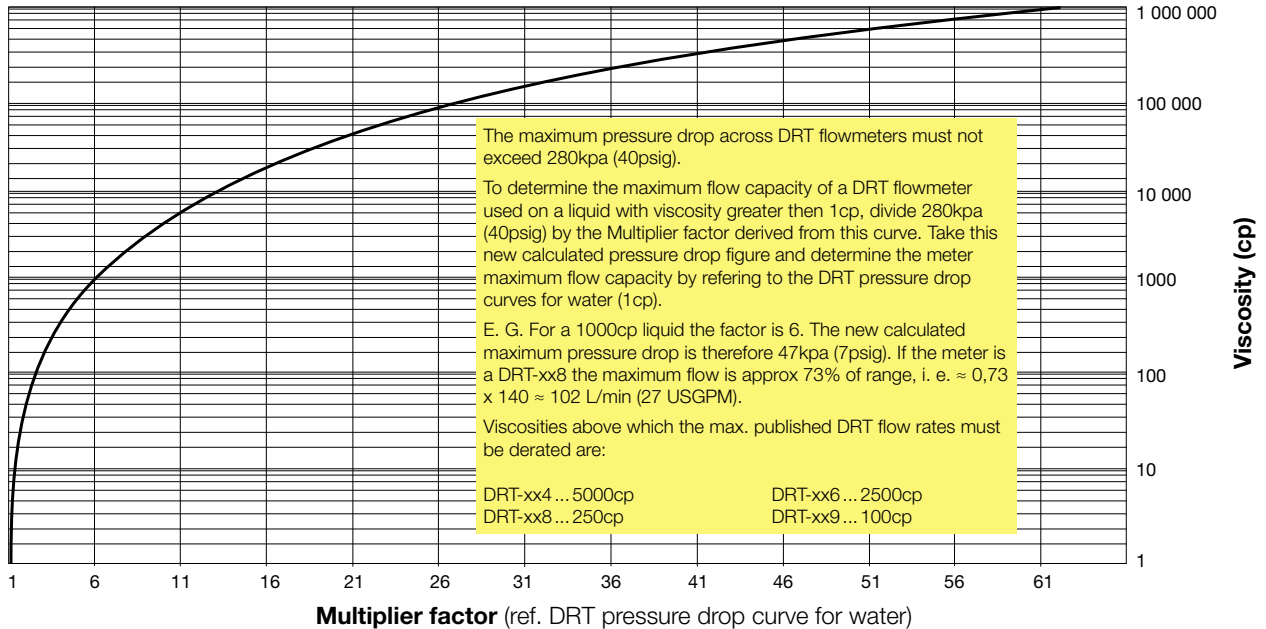 1 000 000
100 000
The maximum pressure drop across DRT flowmeters must not
exceed 280kpa (40psig).
To determine the maximum flow capacity of a DRT flowmeter
used on a liquid with viscosity greater then 1cp, divide 280kpa
(40psig) by the Multiplier factor derived from this curve. Take this
new calculated pressure drop figure and determine the meter
maximum flow capacity by refering to the DRT pressure drop
curves for water (1cp).
E. G. For a 1000cp liquid the factor is 6. The new calculated
maximum pressure drop is therefore 47kpa (7psig). If the meter is
a DRT-xx8 the maximum flow is approx 73% of range, i. e. ≈ 0,73
x 140 ≈ 102 L/min (27 USGPM).
Viscosities above which the max. published DRT flow rates must
be derated are:
DRT-xx4 ... 5000cp DRT-xx6 ... 2500cp
DRT-xx8 ... 250cp DRT-xx9 ... 100cp
10 000
1000
100
10
1
Viscosity (cp)
1 6 11 16 21 26 31 36 41 46 51 56 61
Multiplier factor (ref. DRT pressure drop curve for water)